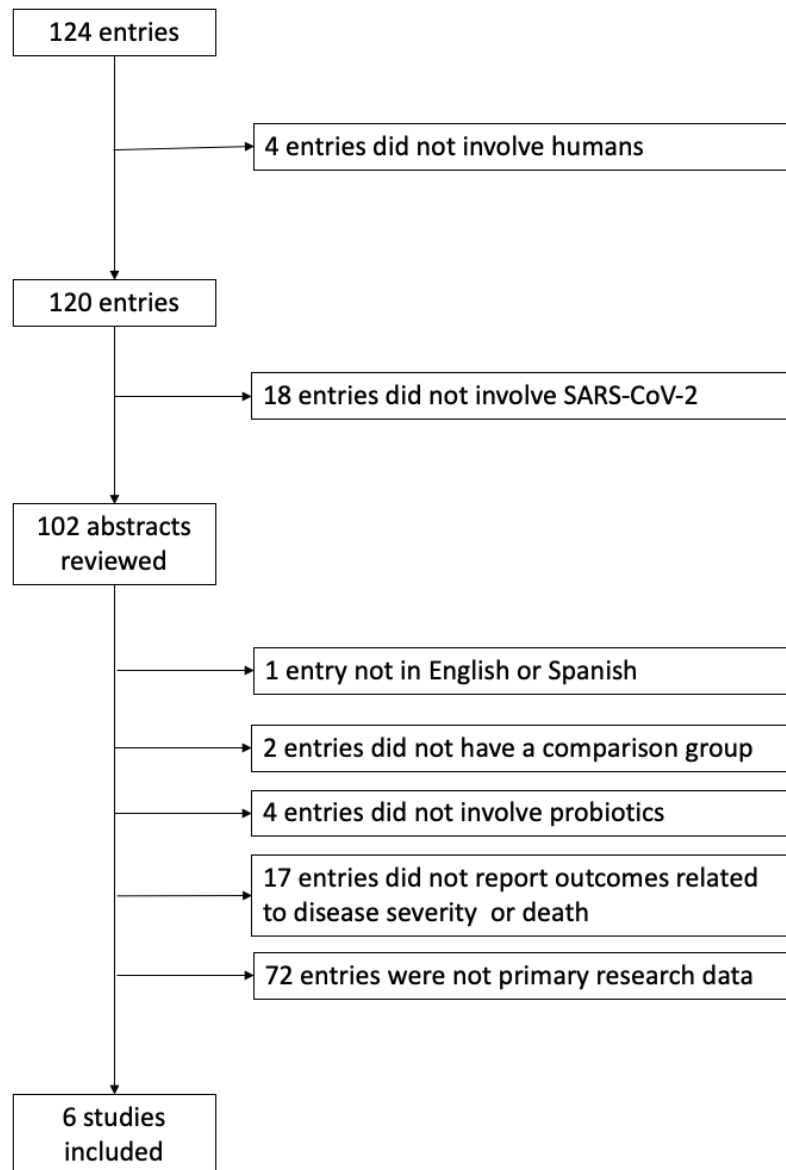 124 entries
4 entries did not involve humans
120 entries
18 entries did not involve SARS-CoV-2
102 abstracts
reviewed
1 entry not in English or Spanish
2 entries did not have a comparison group
4 entries did not involve probiotics
17 entries did not report outcomes related
to disease severity  or death
72 entries were not primary research data
6 studies
included